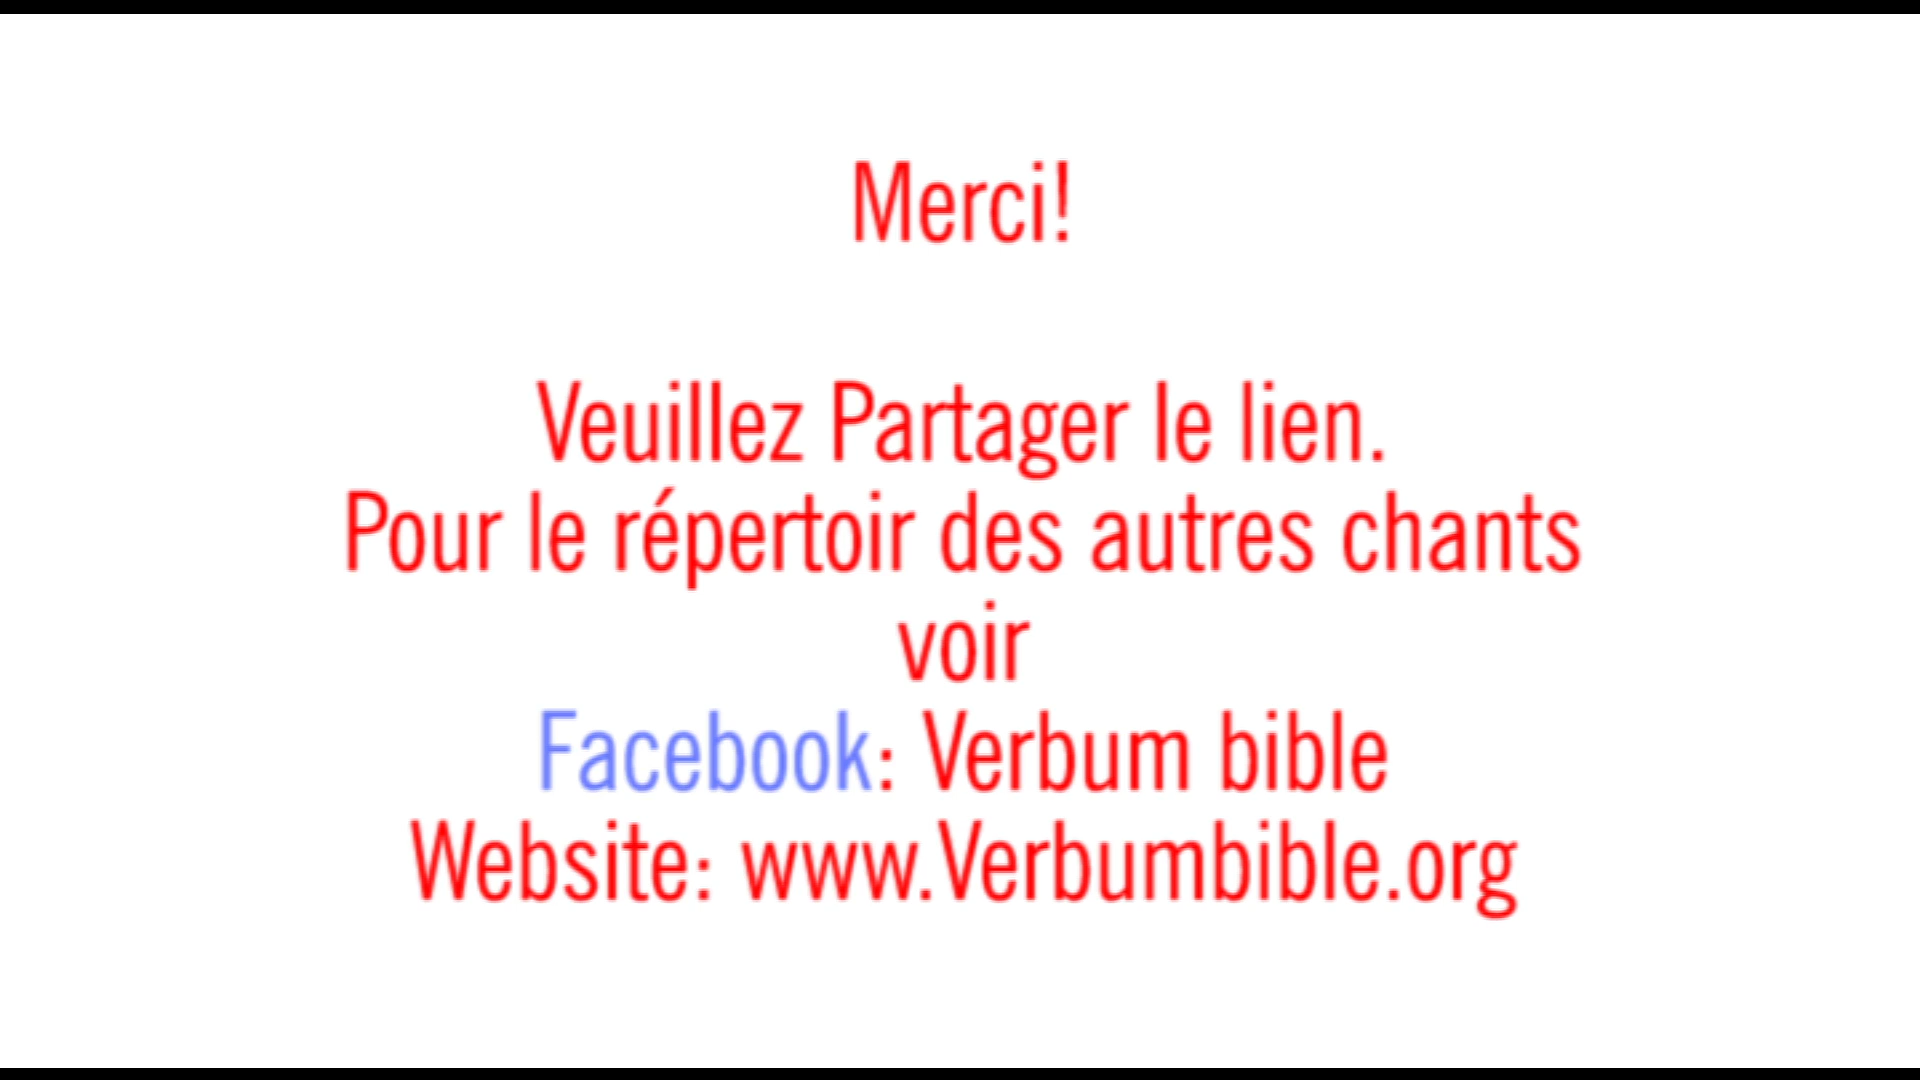 Merci!
Veuillez Partager le lien.
Pour le répertoir des autres chants
voir
Facebook: Verbum bible
Website: www.Verbumbible.org